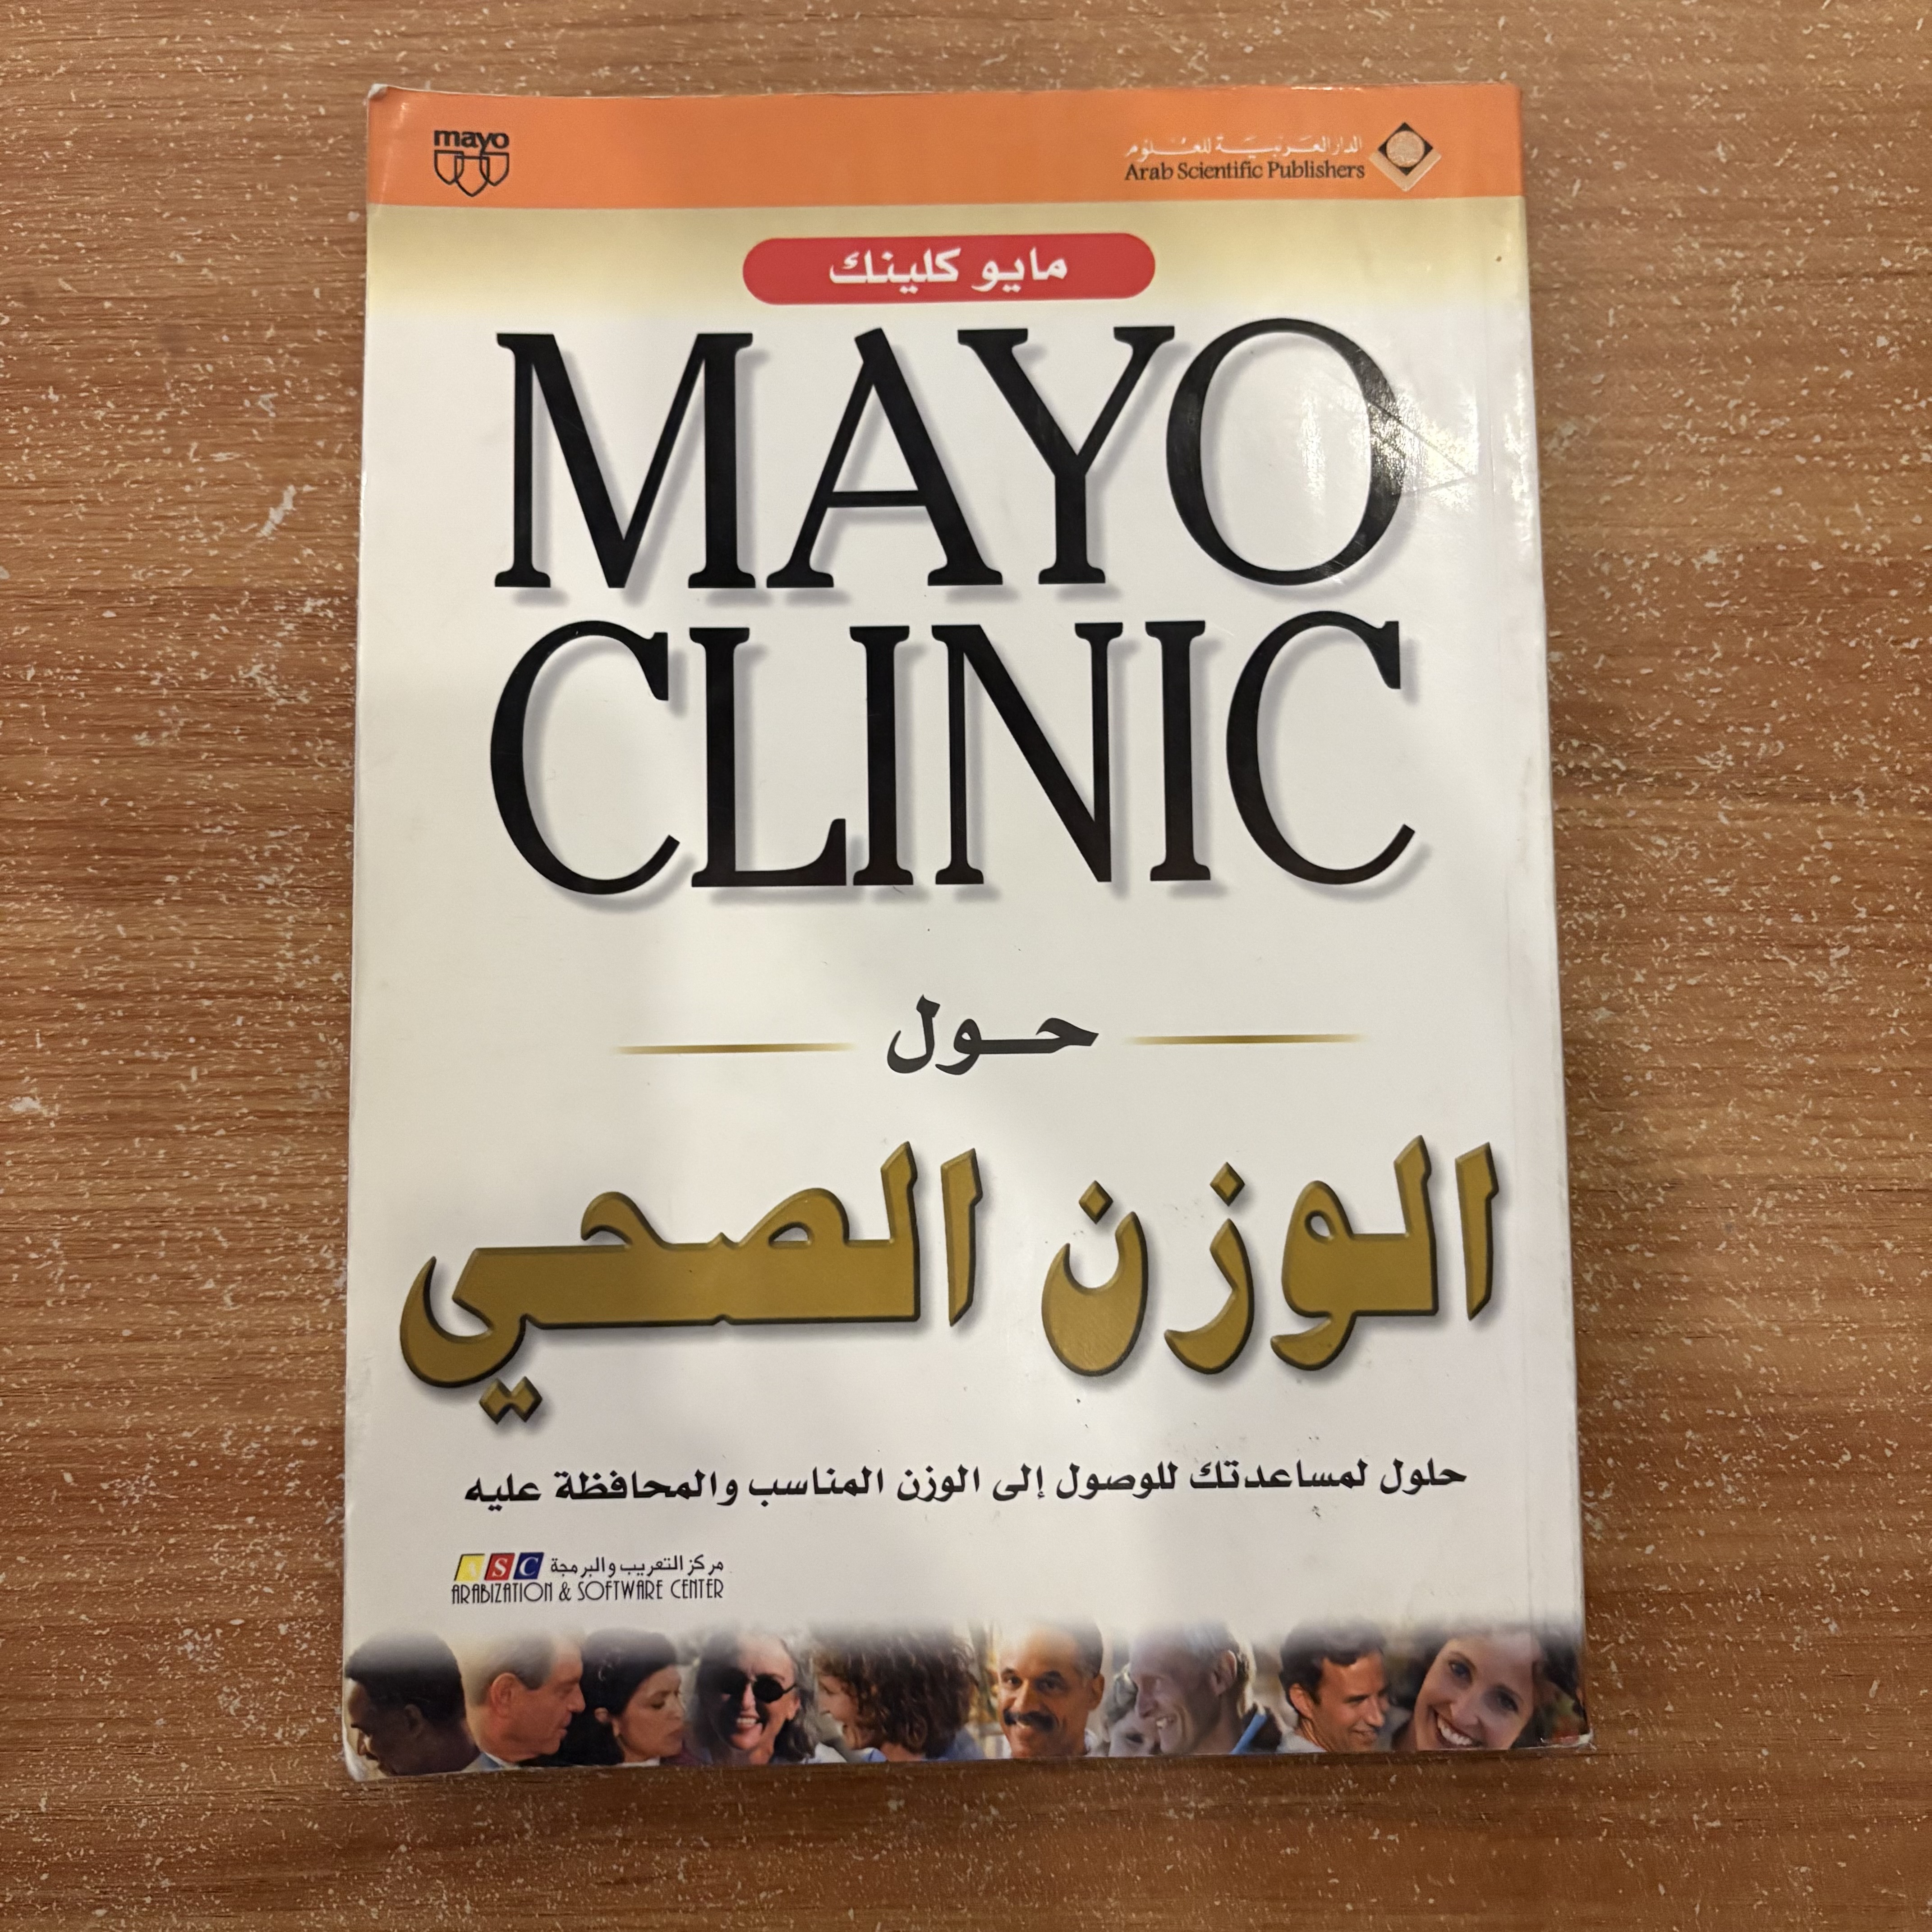 mayo
الدار العربية للعلوم
Arab Scientific Publishers
مايو كلينك
MAYO
CLINIC
حول
الوزن الصحي
حلول لمساعدتك للوصول إلى الوزن المناسب والمحافظة عليه
ASC مركز التعريب والبرمجة
ARABIZATION & SOFTWARE CENTER